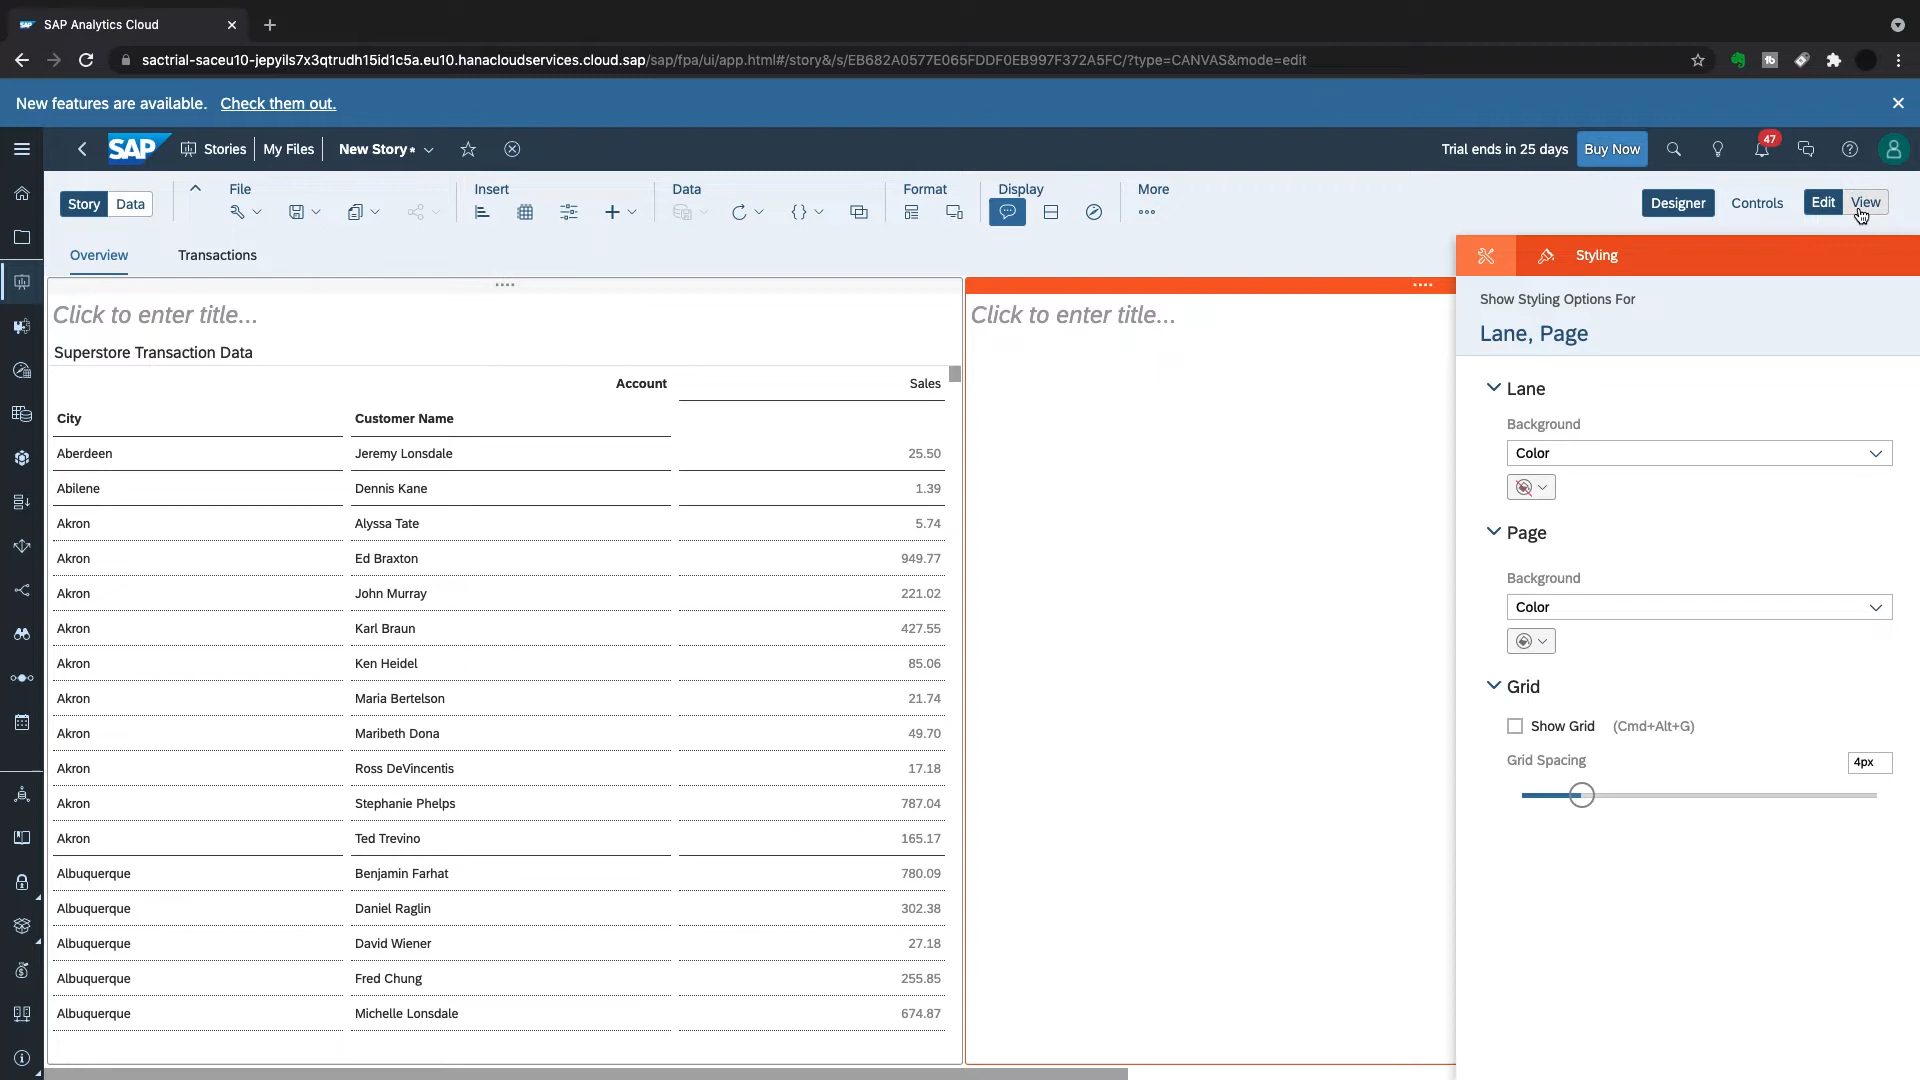 SAP Analytics Cloud
sactrial-saceu10-jepyils7x3qtrudh15id1c5a.eu10.hanacloudservices.cloud.sap/sap/fpa/ui/app.html#/story&/s/EB682A0577E065FDDF0EB997F372A5FC/?type=CANVAS&mode=edit
New features are available. Check them out.
SAP Stories My Files New Story* Trial ends in 25 days Buy Now 47
Story Data File Insert Data Format Display More Designer Controls Edit View
Overview Transactions
Styling
Click to enter title...
Click to enter title...
Superstore Transaction Data
Account Sales
City Customer Name
Aberdeen Jeremy Lonsdale 25.50
Abilene Dennis Kane 1.39
Akron Alyssa Tate 5.74
Akron Ed Braxton 949.77
Akron John Murray 221.02
Akron Karl Braun 427.55
Akron Ken Heidel 85.06
Akron Maria Bertelson 21.74
Akron Maribeth Dona 49.70
Akron Ross DeVincentis 17.18
Akron Stephanie Phelps 787.04
Akron Ted Trevino 165.17
Albuquerque Benjamin Farhat 780.09
Albuquerque Daniel Raglin 302.38
Albuquerque David Wiener 27.18
Albuquerque Fred Chung 255.85
Albuquerque Michelle Lonsdale 674.87
Show Styling Options For
Lane, Page
Lane
Background
Color
Page
Background
Color
Grid
Show Grid (Cmd+Alt+G)
Grid Spacing 4px